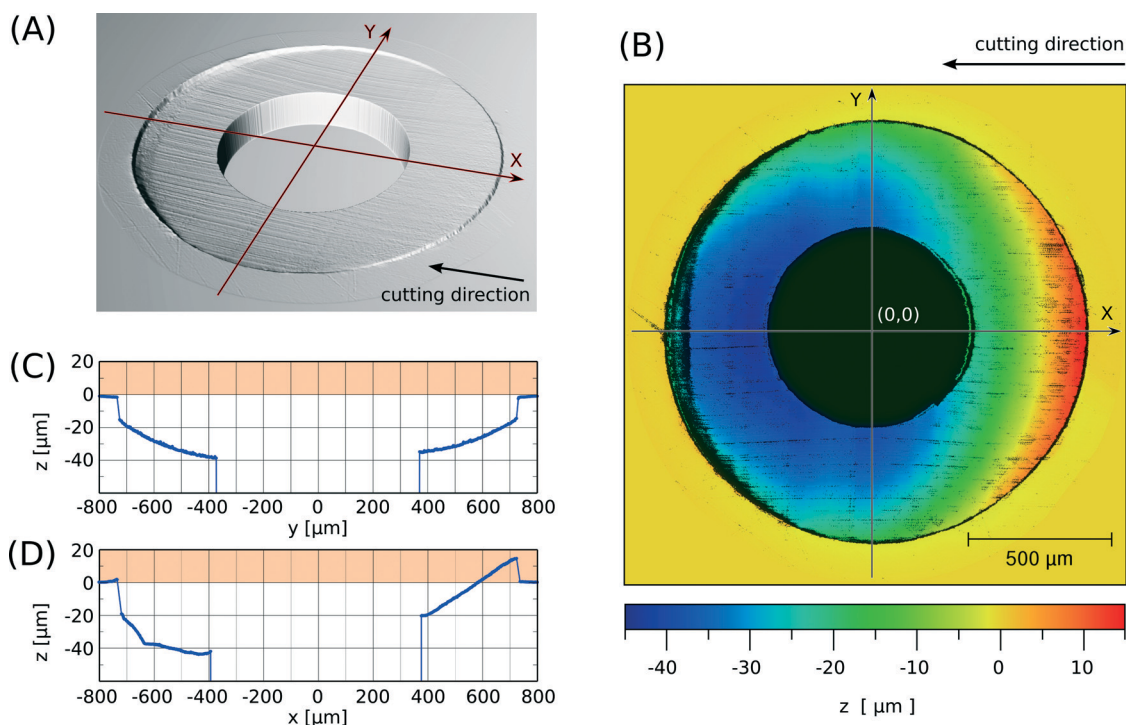 (A)
Y
X
cutting direction
(B)
cutting direction
Y
(0,0)
X
500 µm
-40 -30 -20 -10 0 10
z [ µm ]
(C)
20
0
-20
-40
z [µm]
-800 -600 -400 -200 0 200 400 600 800
y [µm]
(D)
20
0
-20
-40
z [µm]
-800 -600 -400 -200 0 200 400 600 800
x [µm]